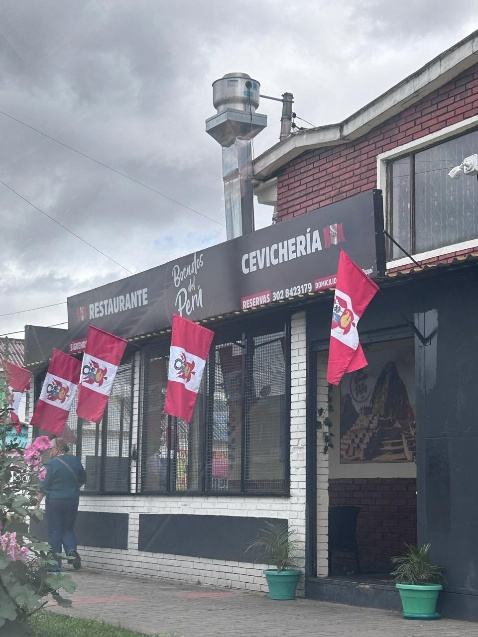 RESTAURANTE
Bocados
del
Perú
CEVICHERÍA
RESERVAS 302 8423179